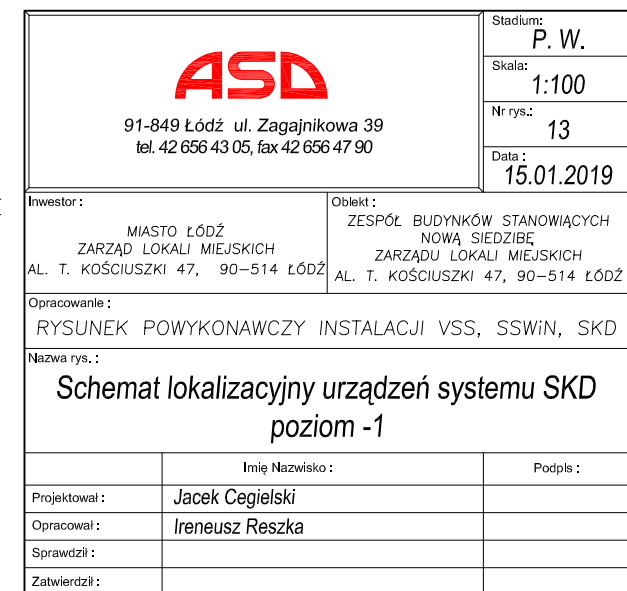 ASD
91-849 Łódź ul. Zagajnikowa 39
tel. 42 656 43 05, fax 42 656 47 90
Stadium:
P. W.
Skala:
1:100
Nr rys.:
13
Data:
15.01.2019
Inwestor:
MIASTO ŁÓDŹ
ZARZĄD LOKALI MIEJSKICH
AL. T. KOŚCIUSZKI 47, 90-514 ŁÓDŹ
Obiekt:
ZESPÓŁ BUDYNKÓW STANOWIĄCYCH
NOWĄ SIEDZIBĘ
ZARZĄDU LOKALI MIEJSKICH
AL. T. KOŚCIUSZKI 47, 90-514 ŁÓDŹ
Opracowanie:
RYSUNEK POWYKONAWCZY INSTALACJI VSS, SSWiN, SKD
Nazwa rys.:
Schemat lokalizacyjny urządzeń systemu SKD
poziom -1
Imię Nazwisko:
Podpis:
Projektował: Jacek Cegielski
Opracował: Ireneusz Reszka
Sprawdził:
Zatwierdził: